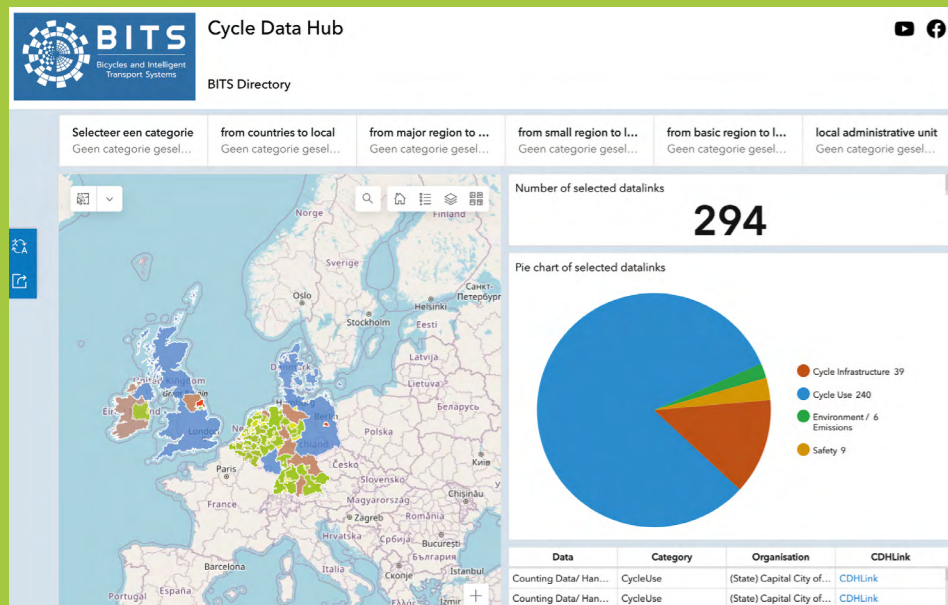 BITS
Bicycles and Intelligent
Transport Systems
Cycle Data Hub
BITS Directory
Selecteer een categorie
Geen categorie gesel...
from countries to local
Geen categorie gesel...
from major region to ...
Geen categorie gesel...
from small region to l...
Geen categorie gesel...
from basic region to l...
Geen categorie gesel...
local administrative unit
Geen categorie gesel...
Norge
Finland
Sverige
Oslo
Helsinki
Санкт-
Петербург
Stockholm
Eesti
Latvija
Lietuva
Беларусь
United Kingdom
London
Berlin
Polska
Paris
Česko
Київ
Slovensko
Chișinău
France
Magyarország
Zagreb
România
Hrvatska
Србија
București
България
Barcelona
Italia
Скопје
Istanbul
Portugal
España
İzmir
Number of selected datalinks
294
Pie chart of selected datalinks
Cycle Infrastructure 39
Cycle Use 240
Environment / 6
Emissions
Safety 9
Data Category Organisation CDHLink
Counting Data/ Han... CycleUse (State) Capital City of... CDHLink
Counting Data/ Han... CycleUse (State) Capital City of... CDHLink